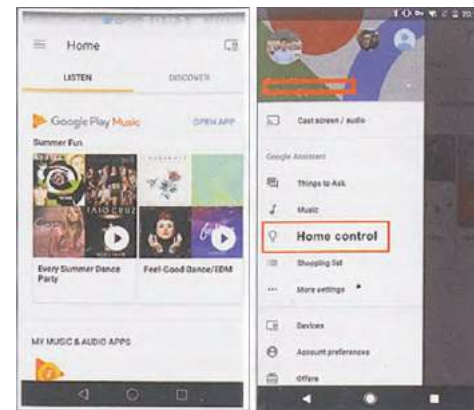 Home
LISTEN
DISCOVER
Google Play Music
OPEN APP
Summer Fun
TAIO CRUZ
Every Summer Dance
Party
Feel-Good Dance/EDM
MY MUSIC & AUDIO APPS
Cast screen / audio
Google Assistant
Things to Ask
Music
Home control
Shopping list
More settings
Devices
Account preferences
Offers